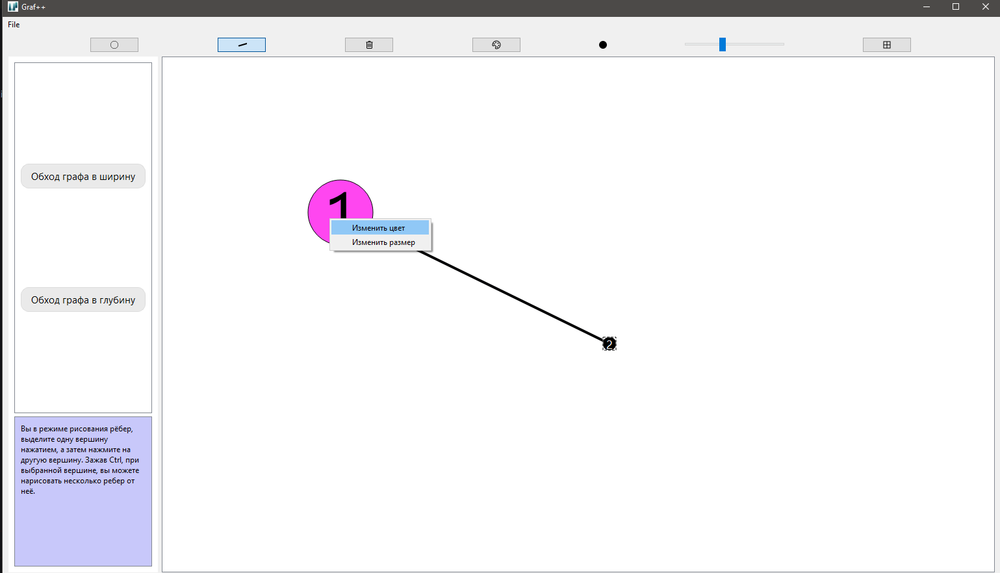 Graf++
File
Обход графа в ширину
Обход графа в глубину
1
Изменить цвет
Изменить размер
2
Вы в режиме рисования рёбер,
выделите одну вершину
нажатием, а затем нажмите на
другую вершину. Зажав Ctrl, при
выбранной вершине, вы можете
нарисовать несколько ребер от
неё.